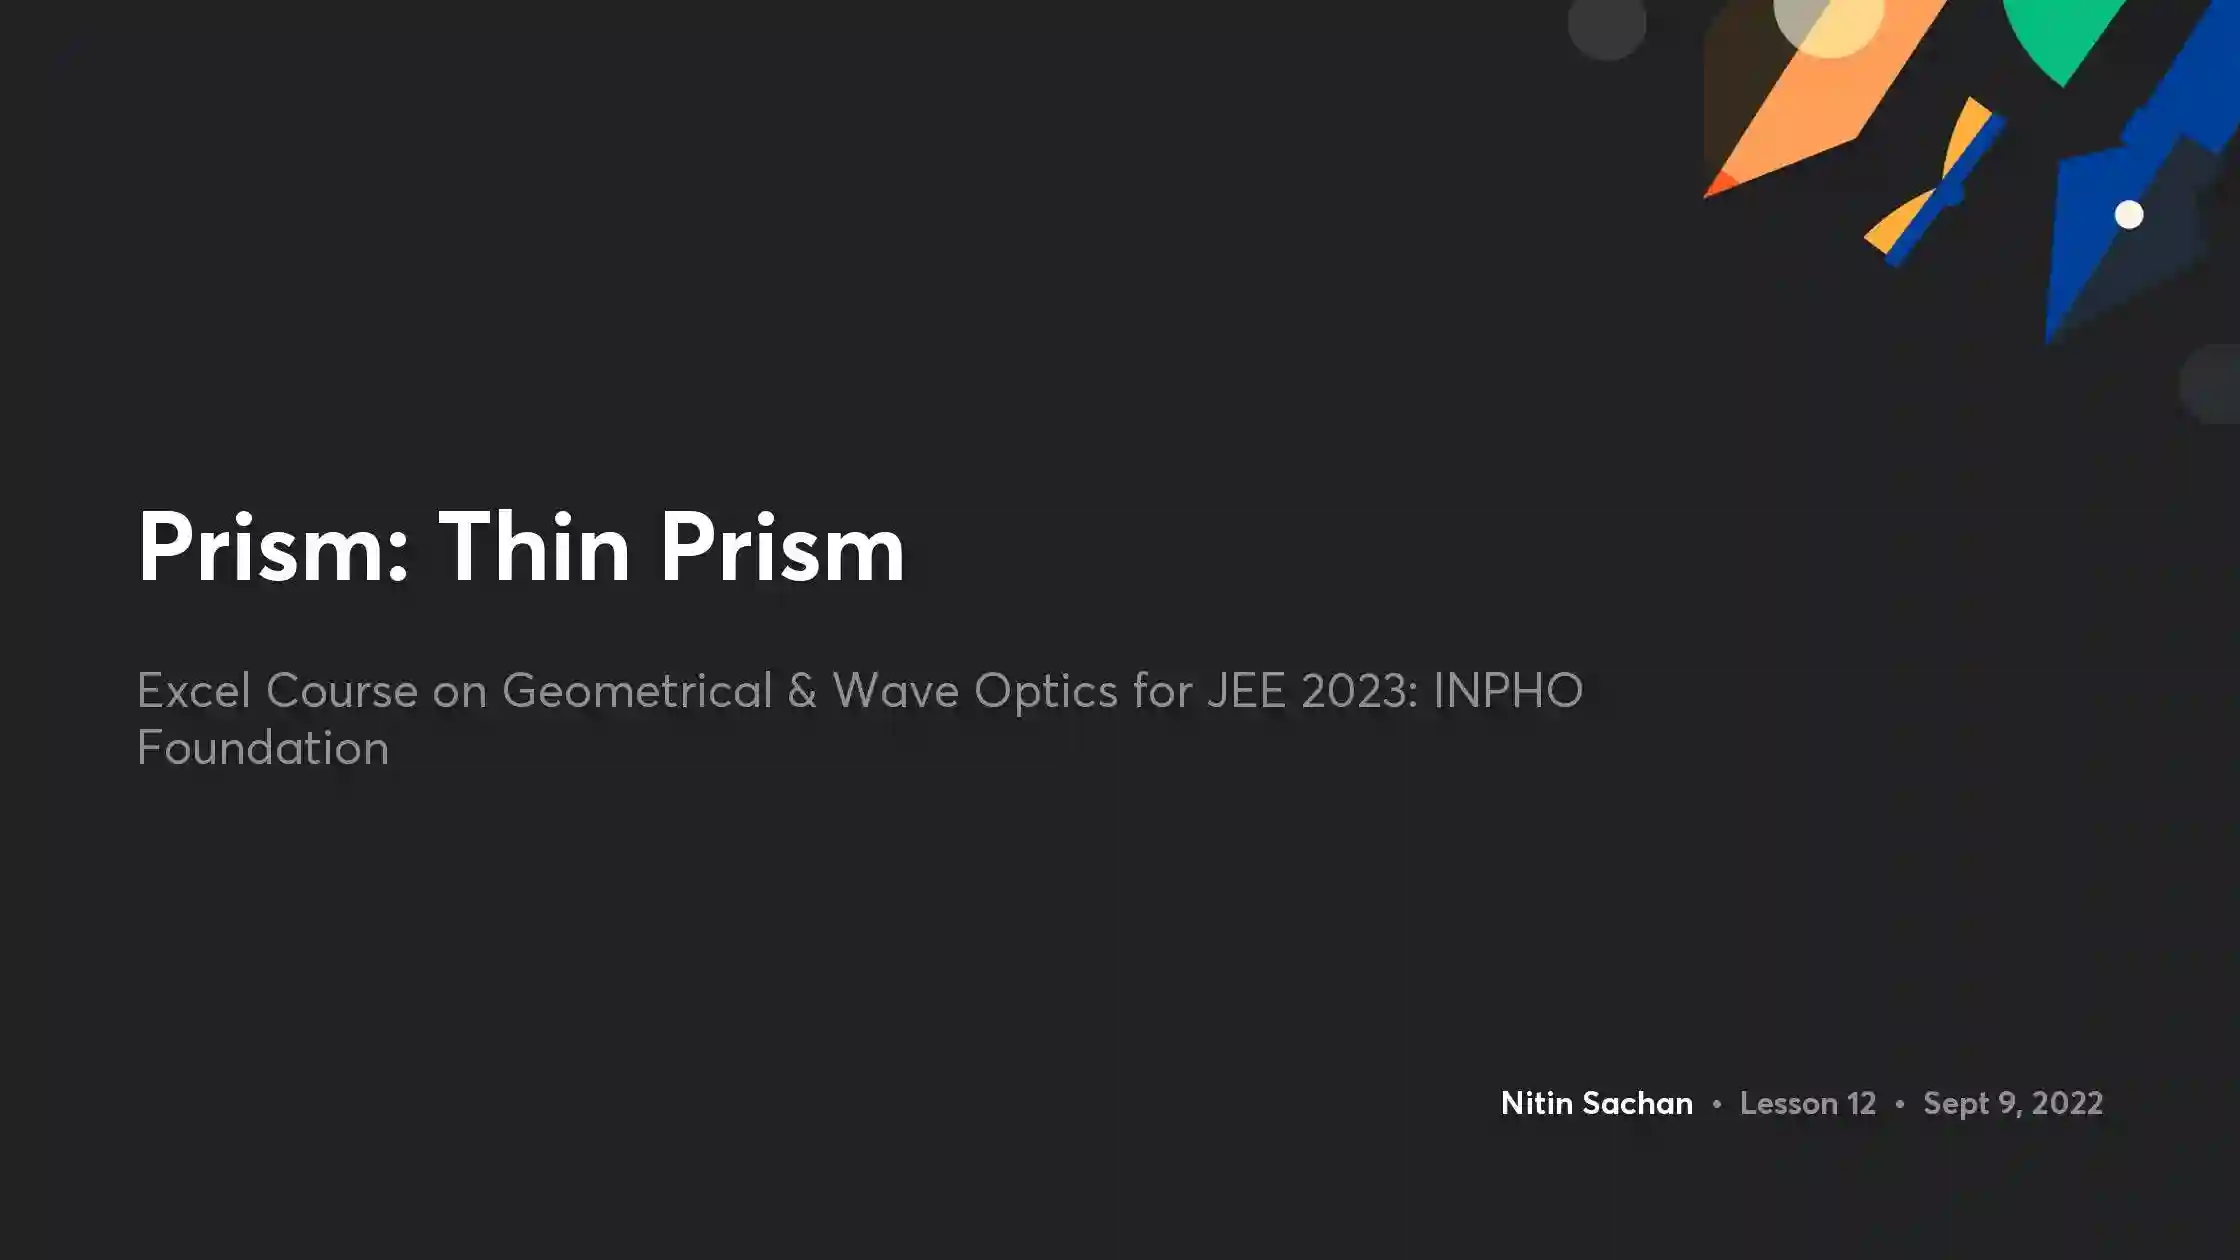 Prism: Thin Prism
Excel Course on Geometrical & Wave Optics for JEE 2023: INPHO
Foundation
Nitin Sachan • Lesson 12 • Sept 9, 2022